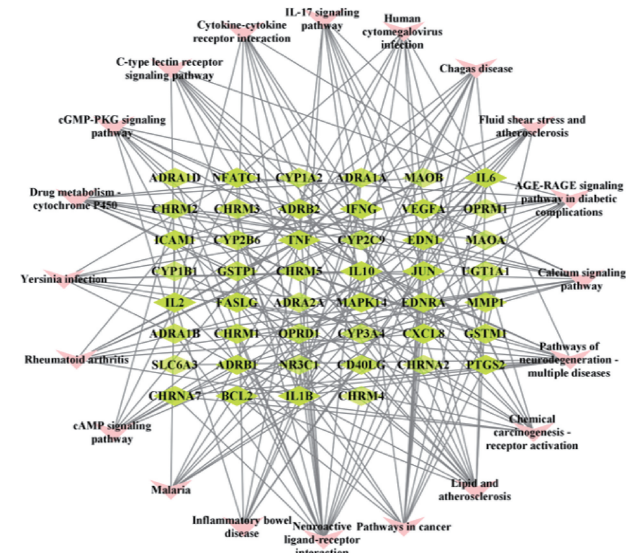 IL-17 signaling
pathway
Human
cytomegalovirus
infection
Cytokine-cytokine
receptor interaction
C-type lectin receptor
signaling pathway
Chagas disease
cGMP-PKG signaling
pathway
Fluid shear stress and
atherosclerosis
ADRA1D NFATC1 CYP1A2 ADRA1A MAOB IL6
AGE-RAGE signaling
pathway in diabetic
complications
Drug metabolism -
cytochrome P450
CHRM2 CHRM3 ADRB2 IFNG VEGFA OPRM1
ICAM1 CYP2B6 TNF CYP2C9 EDN1 MAOA
Yersinia infection
CYP1B1 GSTP1 CHRM5 IL10 JUN UGT1A1
Calcium signaling
pathway
IL2 FASLG ADRA2A MAPK14 EDNRA MMP1
ADRA1B CHRM1 OPRD1 CYP3A4 CXCL8 GSTM1
Rheumatoid arthritis
Pathways of
neurodegeneration -
multiple diseases
SLC6A3 ADRB1 NR3C1 CD40LG CHRNA2 PTGS2
CHRNA7 BCL2 IL1B CHRM4
cAMP signaling
pathway
Chemical
carcinogenesis -
receptor activation
Malaria
Lipid and
atherosclerosis
Inflammatory bowel
disease
Neuroactive
ligand-receptor
interaction
Pathways in cancer